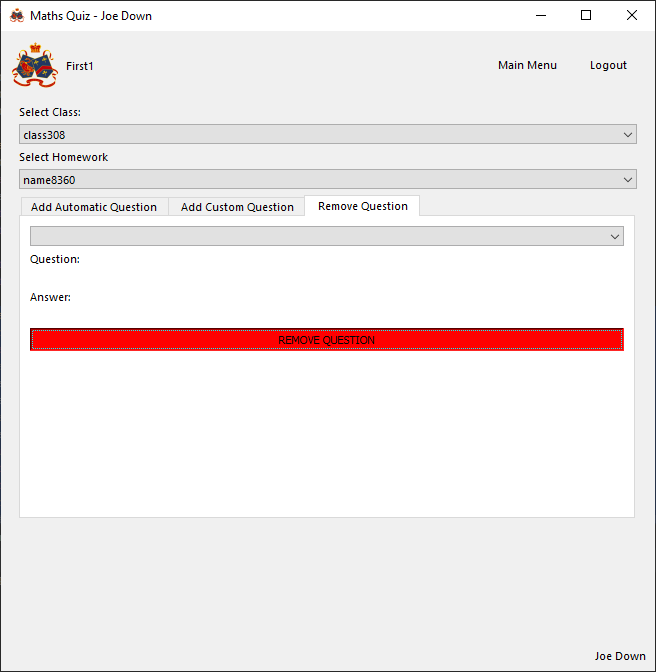 Maths Quiz - Joe Down
First1
Main Menu
Logout
Select Class:
class308
Select Homework
name8360
Add Automatic Question
Add Custom Question
Remove Question
Question:
Answer:
REMOVE QUESTION
Joe Down